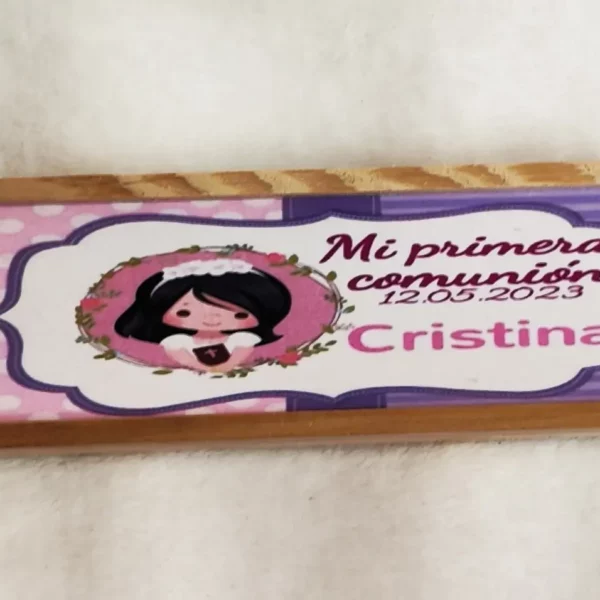 Mi primera
comunión
12.05.2023
Cristina